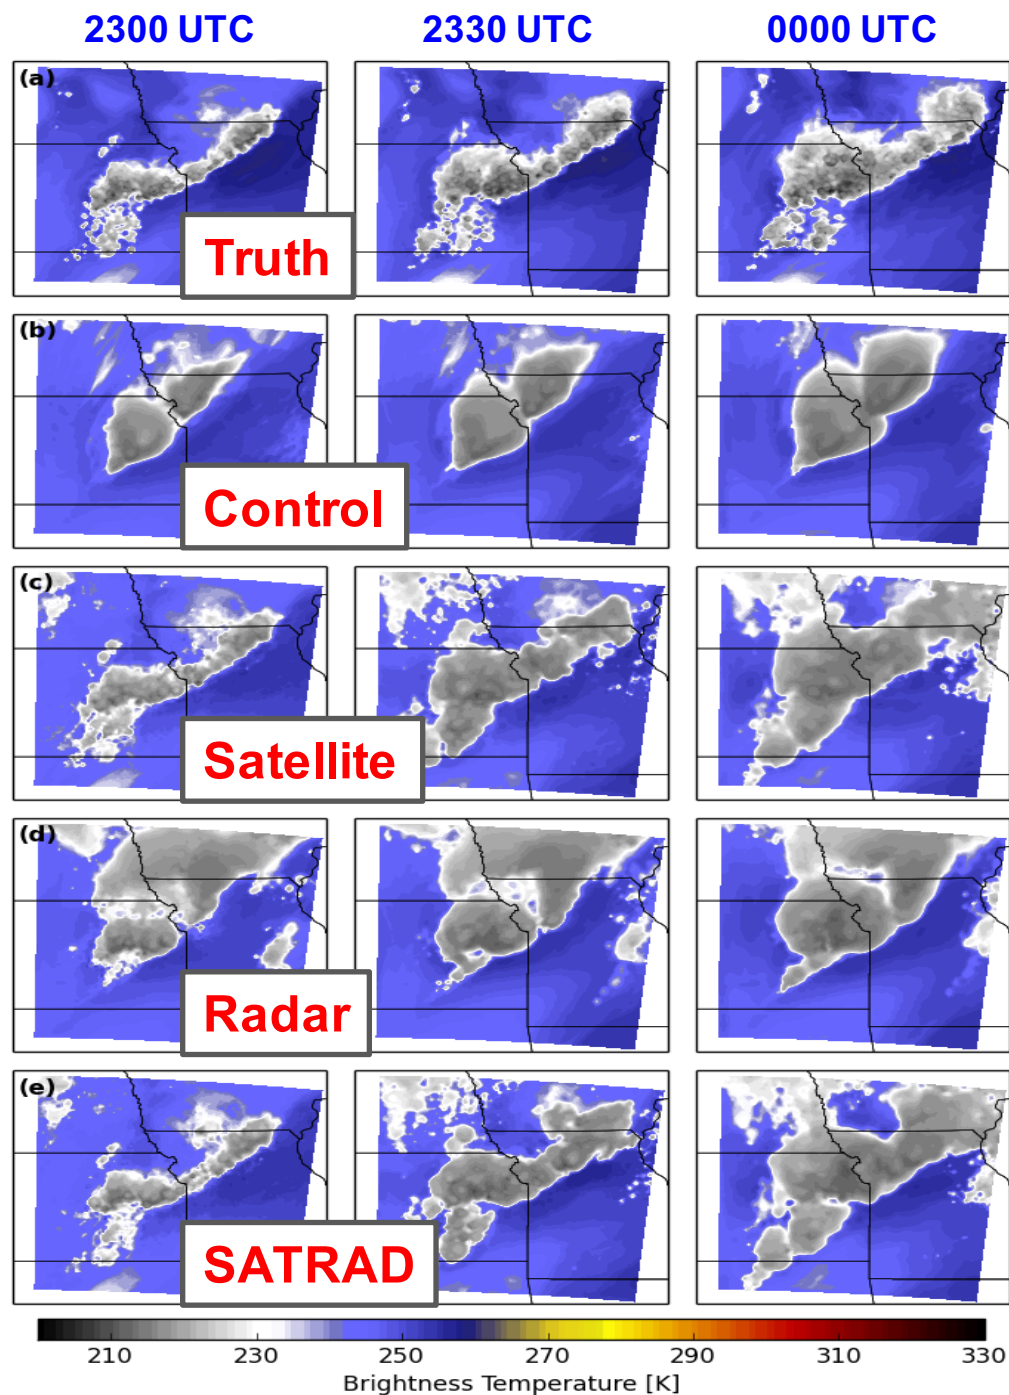 2300 UTC 2330 UTC 0000 UTC
(a)
Truth
(b)
Control
(c)
Satellite
(d)
Radar
(e)
SATRAD
210 230 250 270 290 310 330
Brightness Temperature [K]